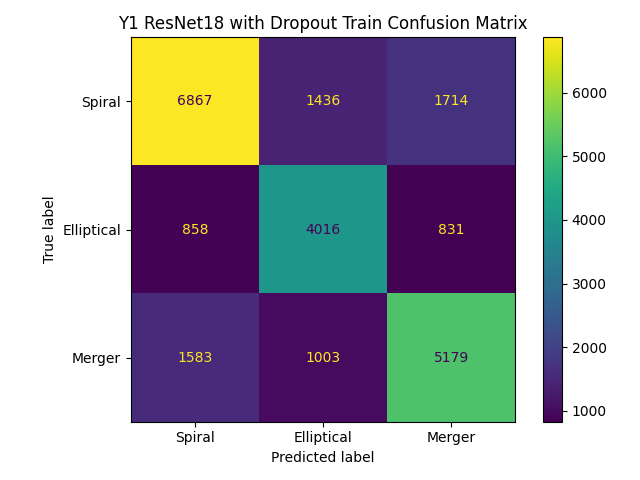 Y1 ResNet18 with Dropout Train Confusion Matrix
Spiral 6867 1436 1714
Elliptical 858 4016 831
Merger 1583 1003 5179
Spiral Elliptical Merger
Predicted label
True label
6000
5000
4000
3000
2000
1000